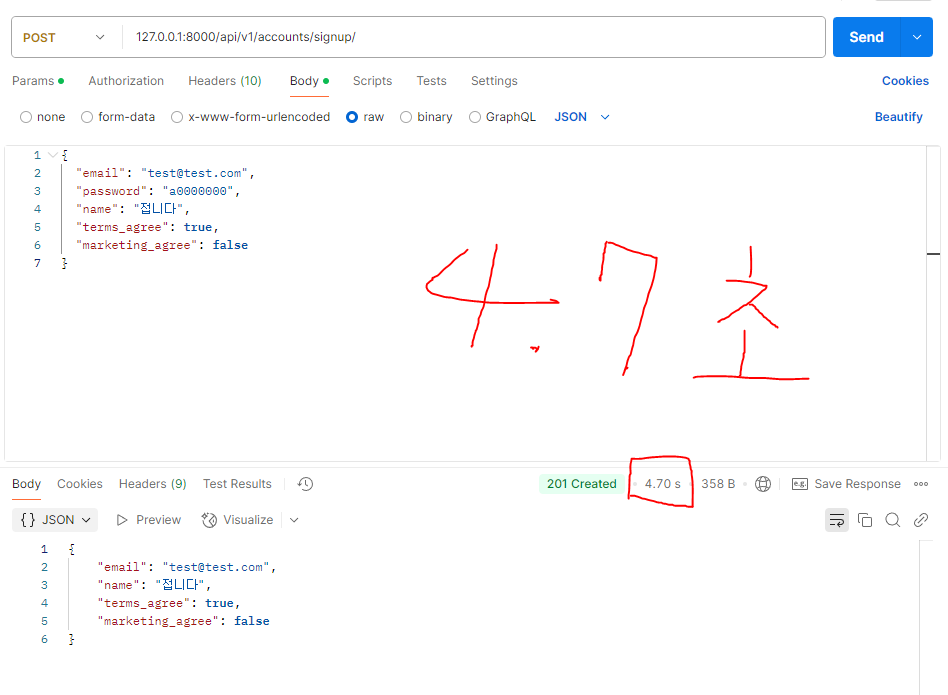 POST 127.0.0.1:8000/api/v1/accounts/signup/ Send
Params Authorization Headers (10) Body Scripts Tests Settings Cookies
none form-data x-www-form-urlencoded raw binary GraphQL JSON Beautify
1 {
2 "email": "test@test.com",
3 "password": "a0000000",
4 "name": "접니다",
5 "terms_agree": true,
6 "marketing_agree": false
7 }
4.7초
Body Cookies Headers (9) Test Results 201 Created 4.70 s 358 B e.g. Save Response
{} JSON Preview Visualize
1 {
2 "email": "test@test.com",
3 "name": "접니다",
4 "terms_agree": true,
5 "marketing_agree": false
6 }